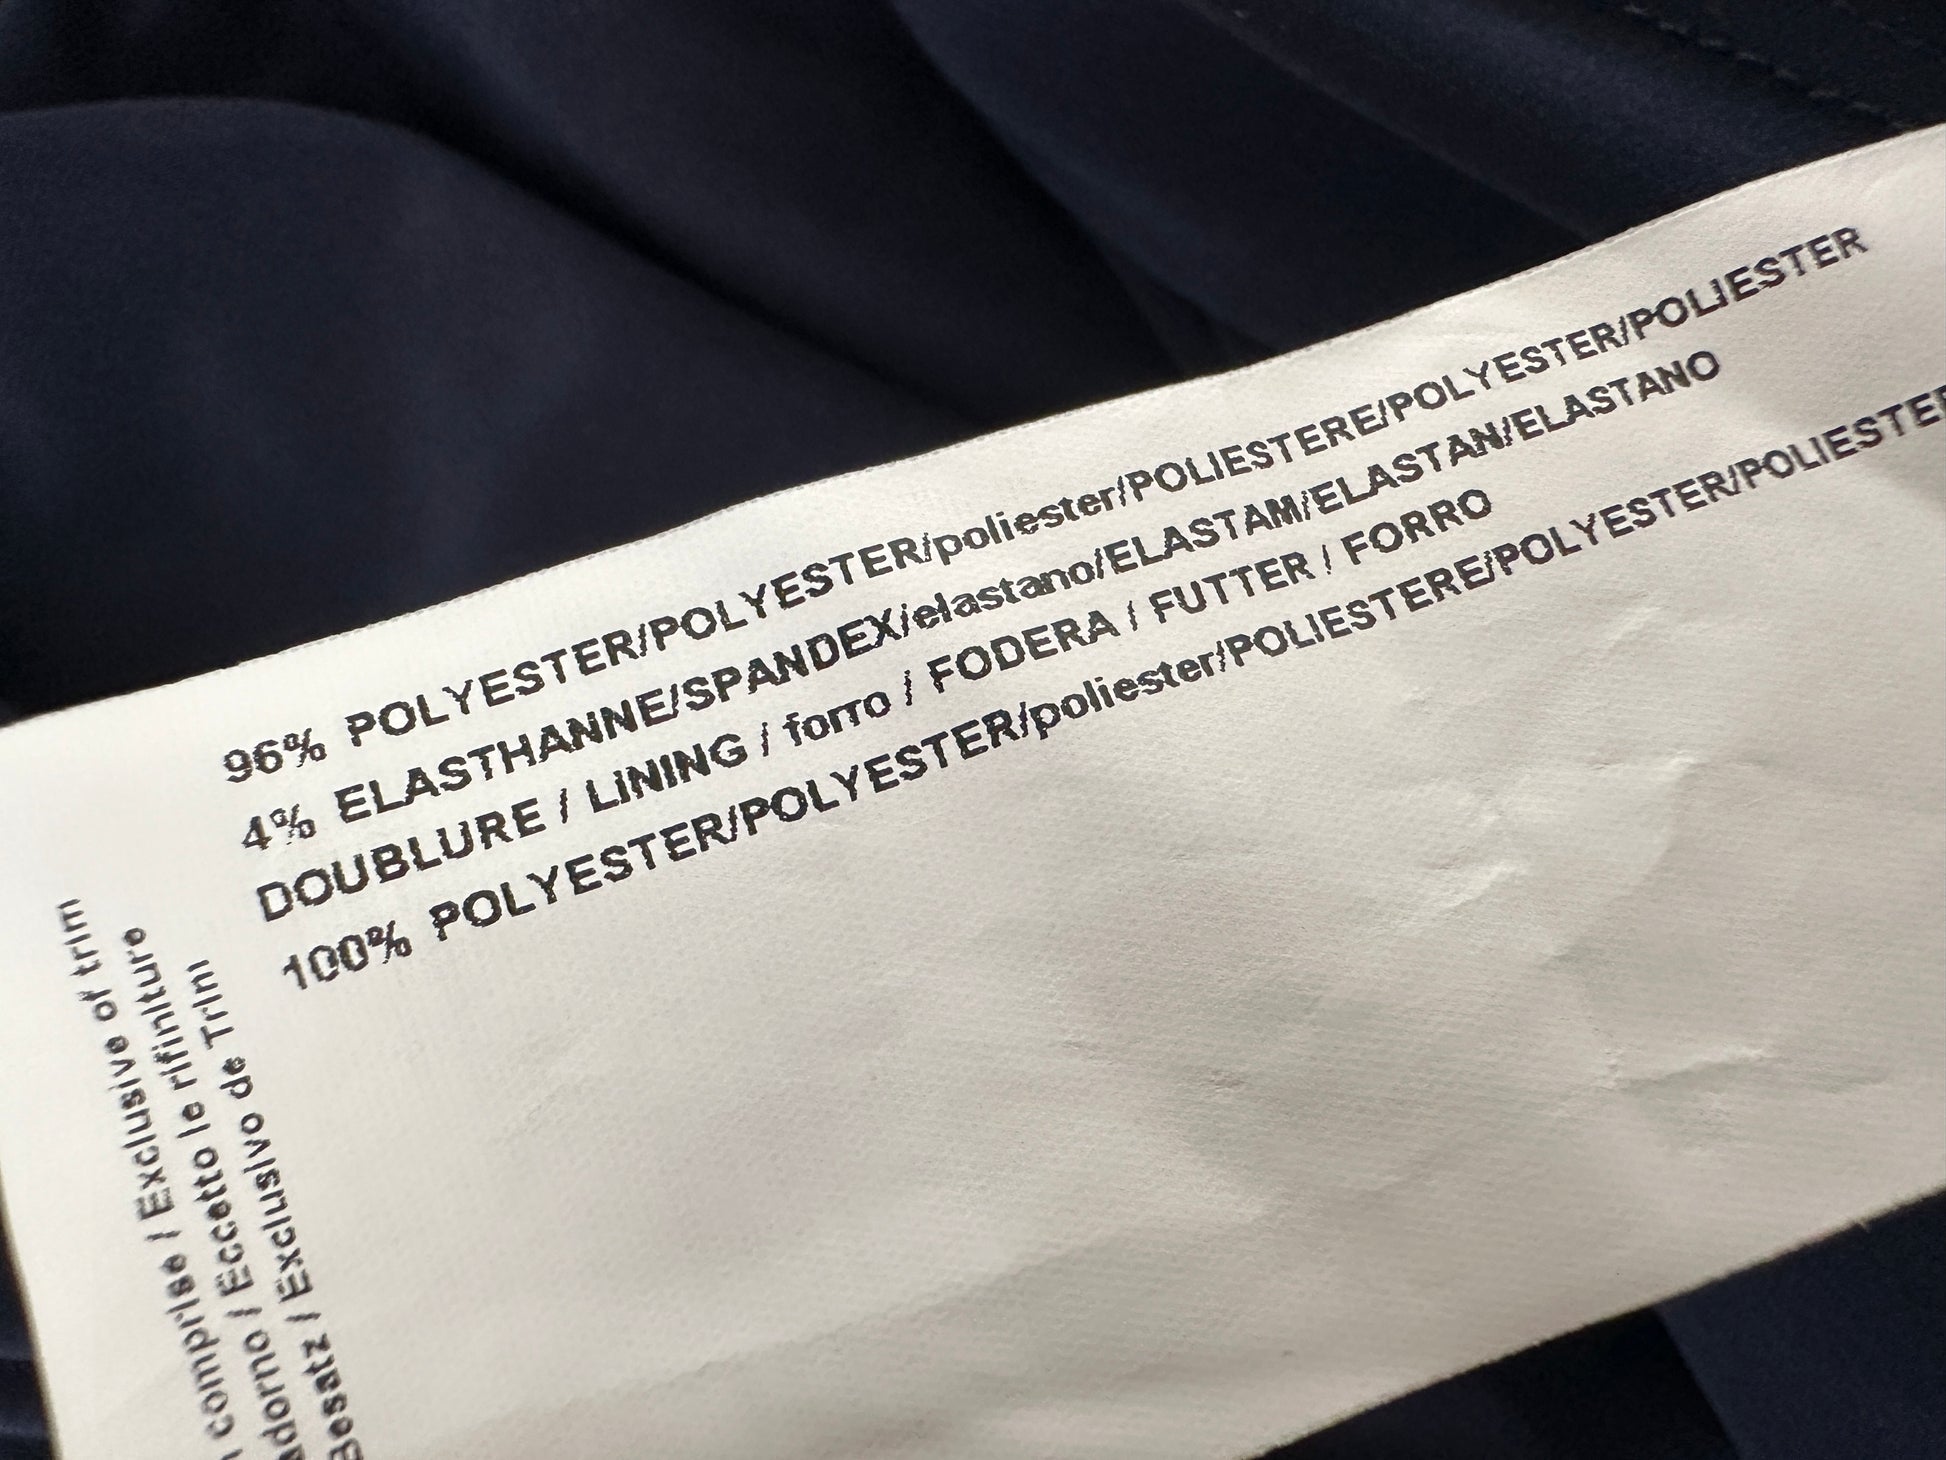 96% POLYESTER/POLYESTER/poliester/POLIESTERE/POLYESTER/POLIESTER
4% ELASTHANNE/SPANDEX/elastano/ELASTAM/ELASTAN/ELASTANO
DOUBLURE / LINING / forro / FODERA / FUTTER / FORRO
100% POLYESTER/POLYESTER/poliester/POLIESTERE/POLYESTER/POLIESTER
comprise / Exclusive of trim
adorno / Eccetto le rifiniture
Besatz / Exclusivo de Trim